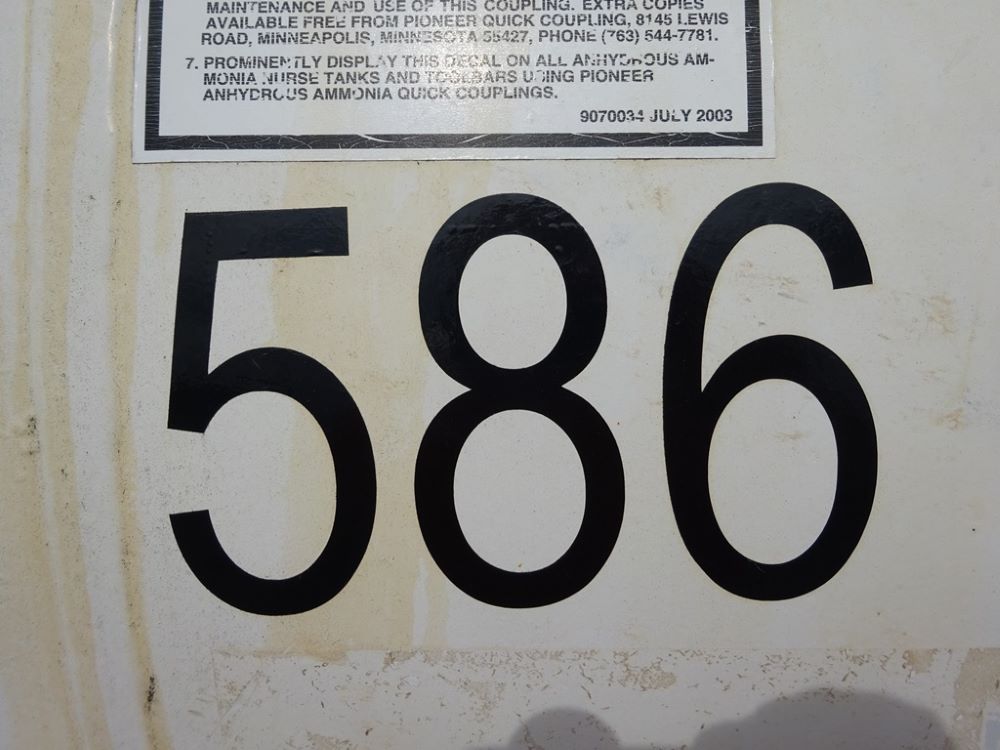 MAINTENANCE AND USE OF THIS COUPLING. EXTRA COPIES
AVAILABLE FREE FROM PIONEER QUICK COUPLING, 8145 LEWIS
ROAD, MINNEAPOLIS, MINNESOTA 55427, PHONE (763) 544-7781.
7. PROMINENTLY DISPLAY THIS DECAL ON ALL ANHYDROUS AM-
MONIA NURSE TANKS AND TOOLBARS USING PIONEER
ANHYDROUS AMMONIA QUICK COUPLINGS.
9070034 JULY 2003
586